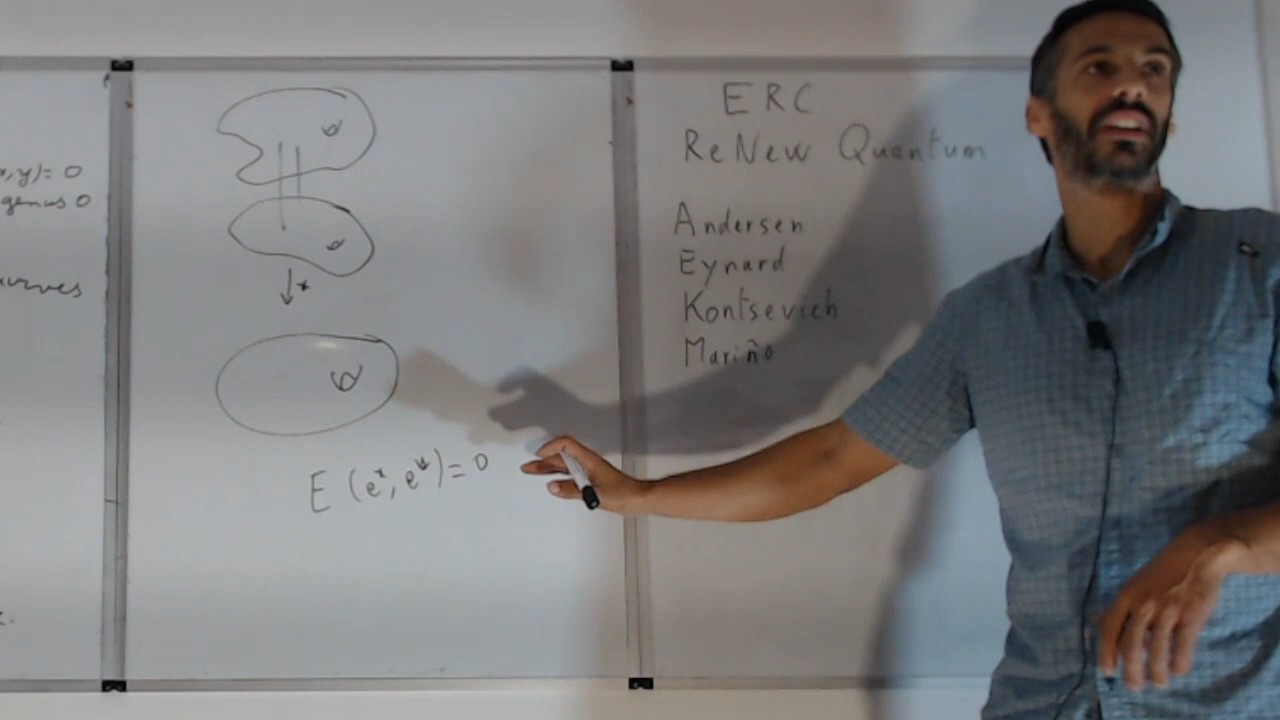 x,y)=0
genus 0
urves
x
E(e^x, e^y)=0
ERC
ReNew Quantum
Andersen
Eynard
Kontsevich
Mariño